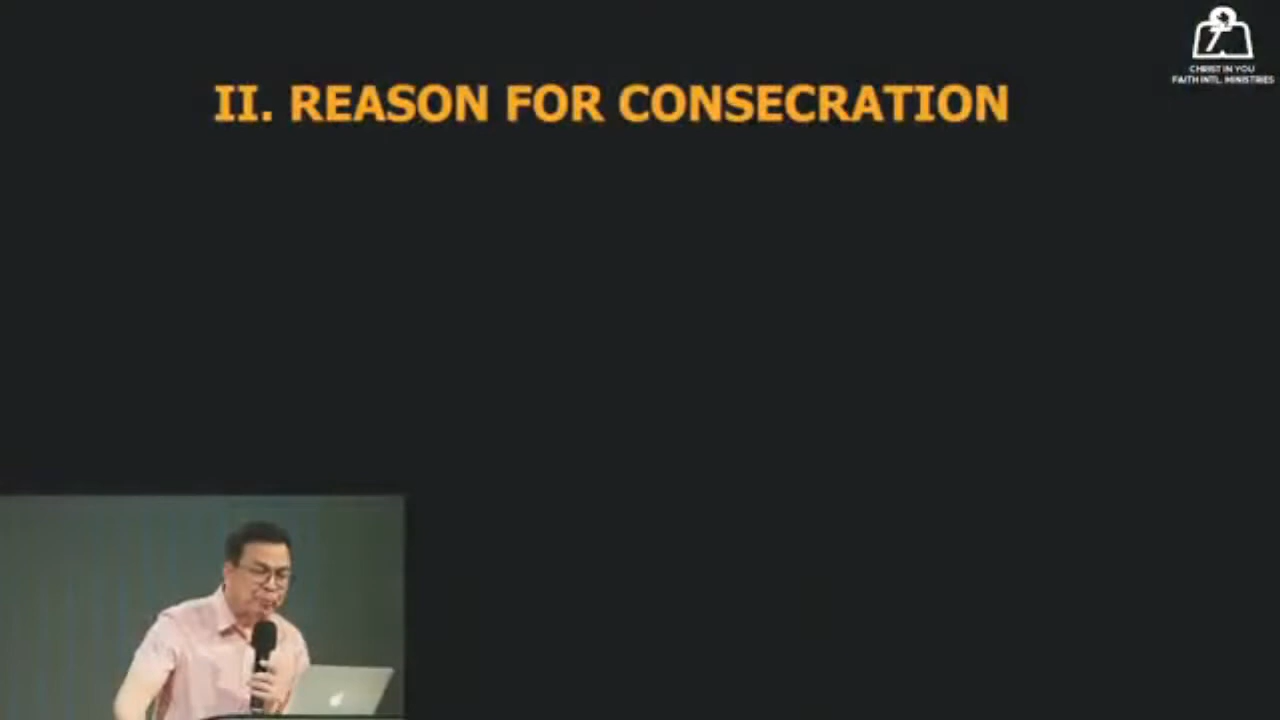 II. REASON FOR CONSECRATION
CHRIST IN YOU
FAITH INTL. MINISTRIES